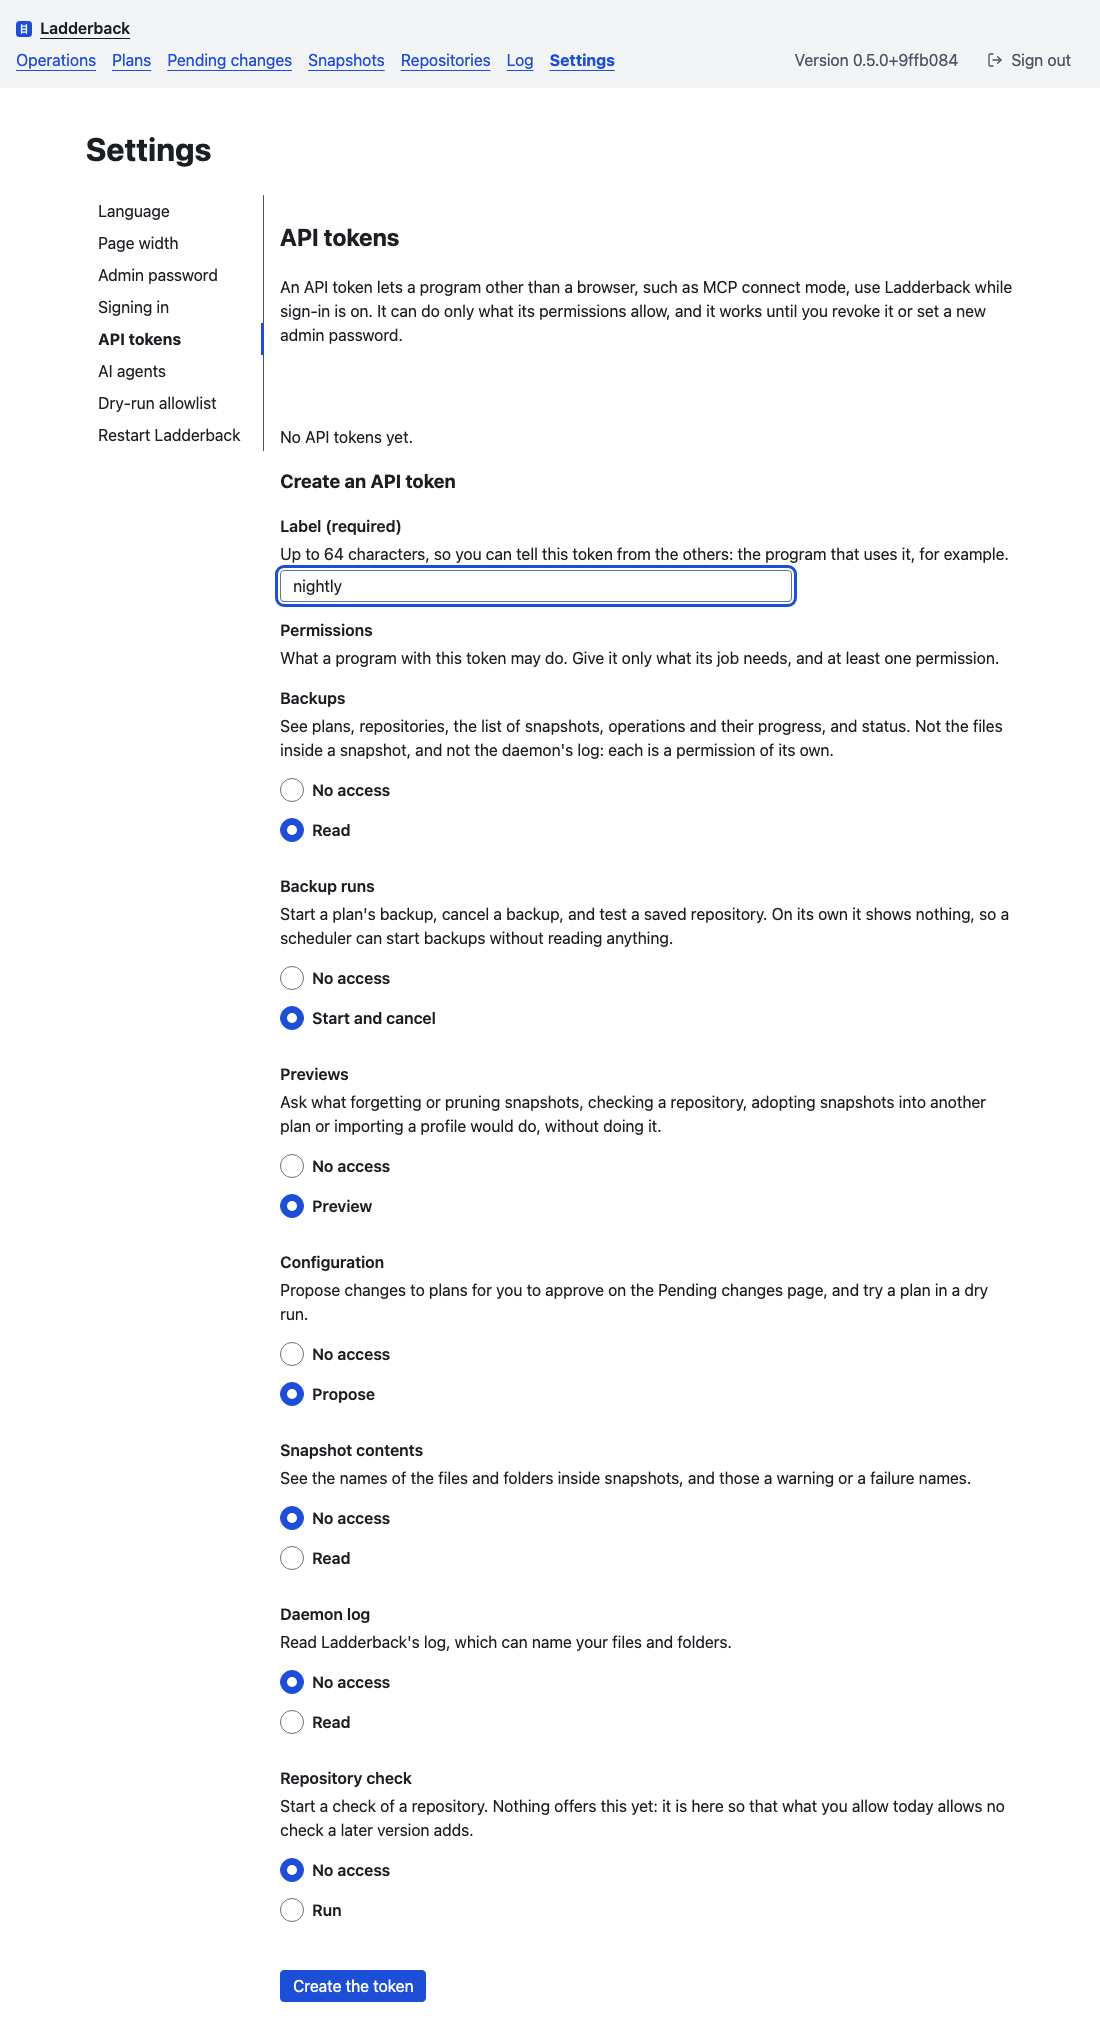 Ladderback
Operations Plans Pending changes Snapshots Repositories Log Settings Version 0.5.0+9ffb084 Sign out
Settings
Language
Page width
Admin password
Signing in
API tokens
AI agents
Dry-run allowlist
Restart Ladderback
API tokens
An API token lets a program other than a browser, such as MCP connect mode, use Ladderback while
sign-in is on. It can do only what its permissions allow, and it works until you revoke it or set a new
admin password.
No API tokens yet.
Create an API token
Label (required)
Up to 64 characters, so you can tell this token from the others: the program that uses it, for example.
nightly
Permissions
What a program with this token may do. Give it only what its job needs, and at least one permission.
Backups
See plans, repositories, the list of snapshots, operations and their progress, and status. Not the files
inside a snapshot, and not the daemon's log: each is a permission of its own.
No access
Read
Backup runs
Start a plan's backup, cancel a backup, and test a saved repository. On its own it shows nothing, so a
scheduler can start backups without reading anything.
No access
Start and cancel
Previews
Ask what forgetting or pruning snapshots, checking a repository, adopting snapshots into another
plan or importing a profile would do, without doing it.
No access
Preview
Configuration
Propose changes to plans for you to approve on the Pending changes page, and try a plan in a dry
run.
No access
Propose
Snapshot contents
See the names of the files and folders inside snapshots, and those a warning or a failure names.
No access
Read
Daemon log
Read Ladderback's log, which can name your files and folders.
No access
Read
Repository check
Start a check of a repository. Nothing offers this yet: it is here so that what you allow today allows no
check a later version adds.
No access
Run
Create the token